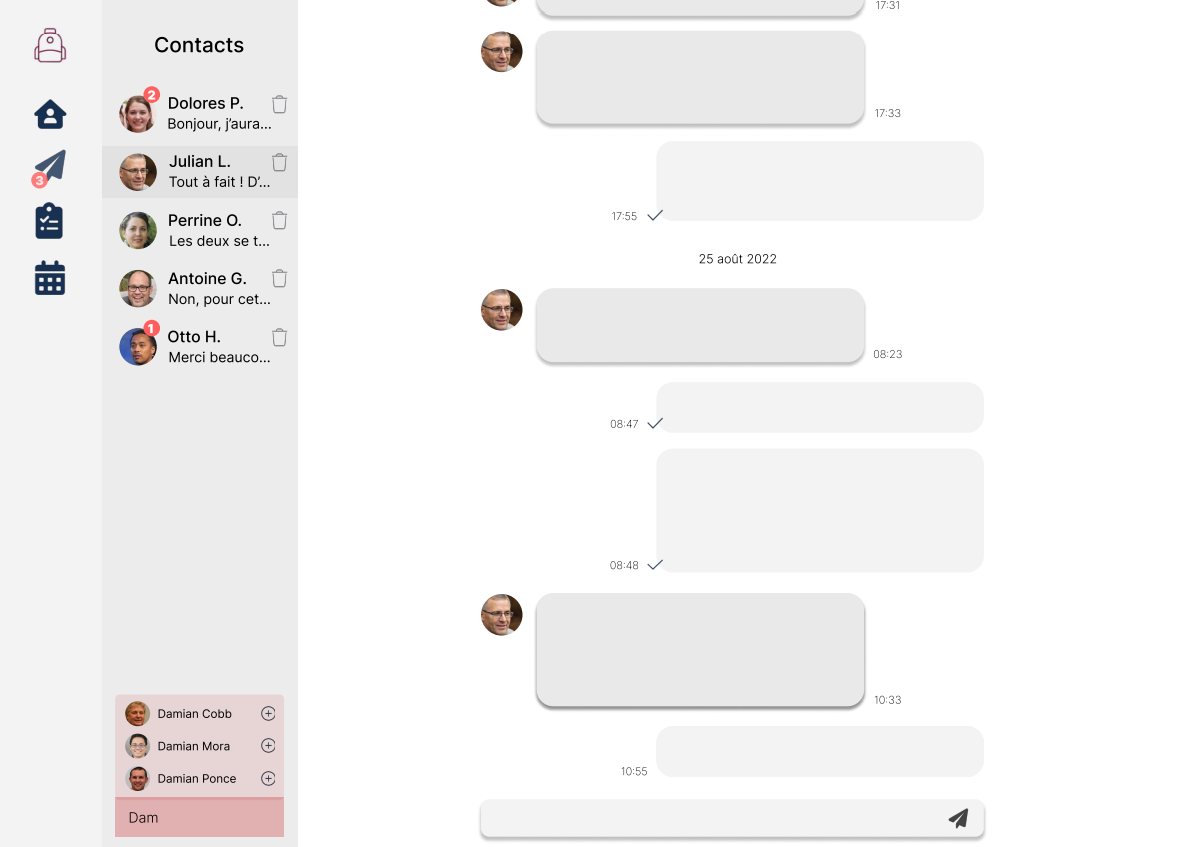 Contacts
2
Dolores P.
Bonjour, j’aura...
Julian L.
Tout à fait ! D’...
3
Perrine O.
Les deux se t...
Antoine G.
Non, pour cet...
1
Otto H.
Merci beauco...
Damian Cobb
Damian Mora
Damian Ponce
Dam
17:31
17:33
17:55
25 août 2022
08:23
08:47
08:48
10:33
10:55